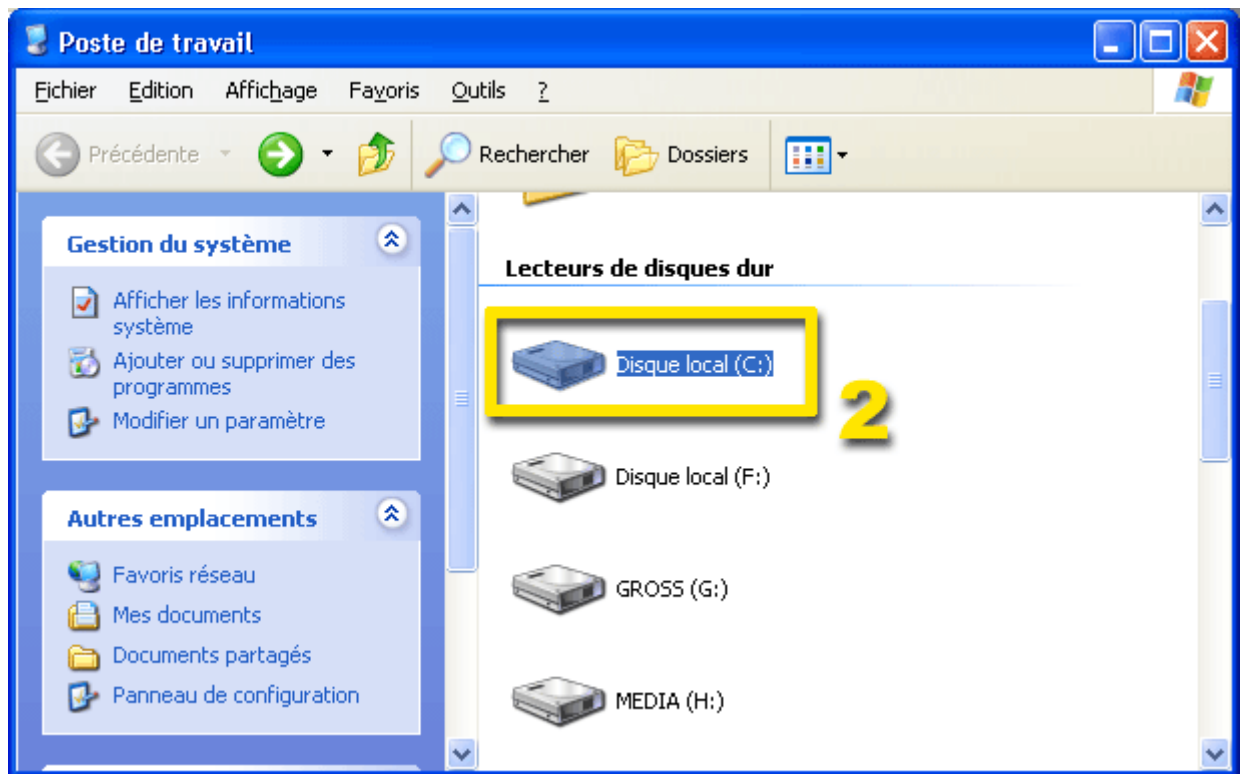 Poste de travail
Fichier Edition Affichage Favoris Outils ?
Précédente Rechercher Dossiers
Gestion du système
Afficher les informations
système
Ajouter ou supprimer des
programmes
Modifier un paramètre
Autres emplacements
Favoris réseau
Mes documents
Documents partagés
Panneau de configuration
Lecteurs de disques dur
Disque local (C:)
2
Disque local (F:)
GROSS (G:)
MEDIA (H:)